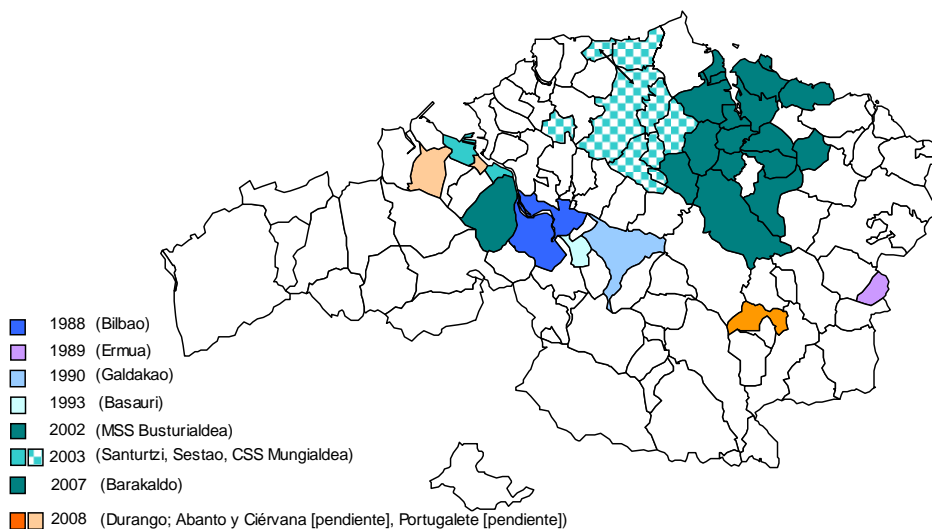 1988 (Bilbao)
1989 (Ermua)
1990 (Galdakao)
1993 (Basauri)
2002 (MSS Busturialdea)
2003 (Santurtzi, Sestao, CSS Mungialdea)
2007 (Barakaldo)
2008 (Durango; Abanto y Ciérvana [pendiente], Portugalete [pendiente])